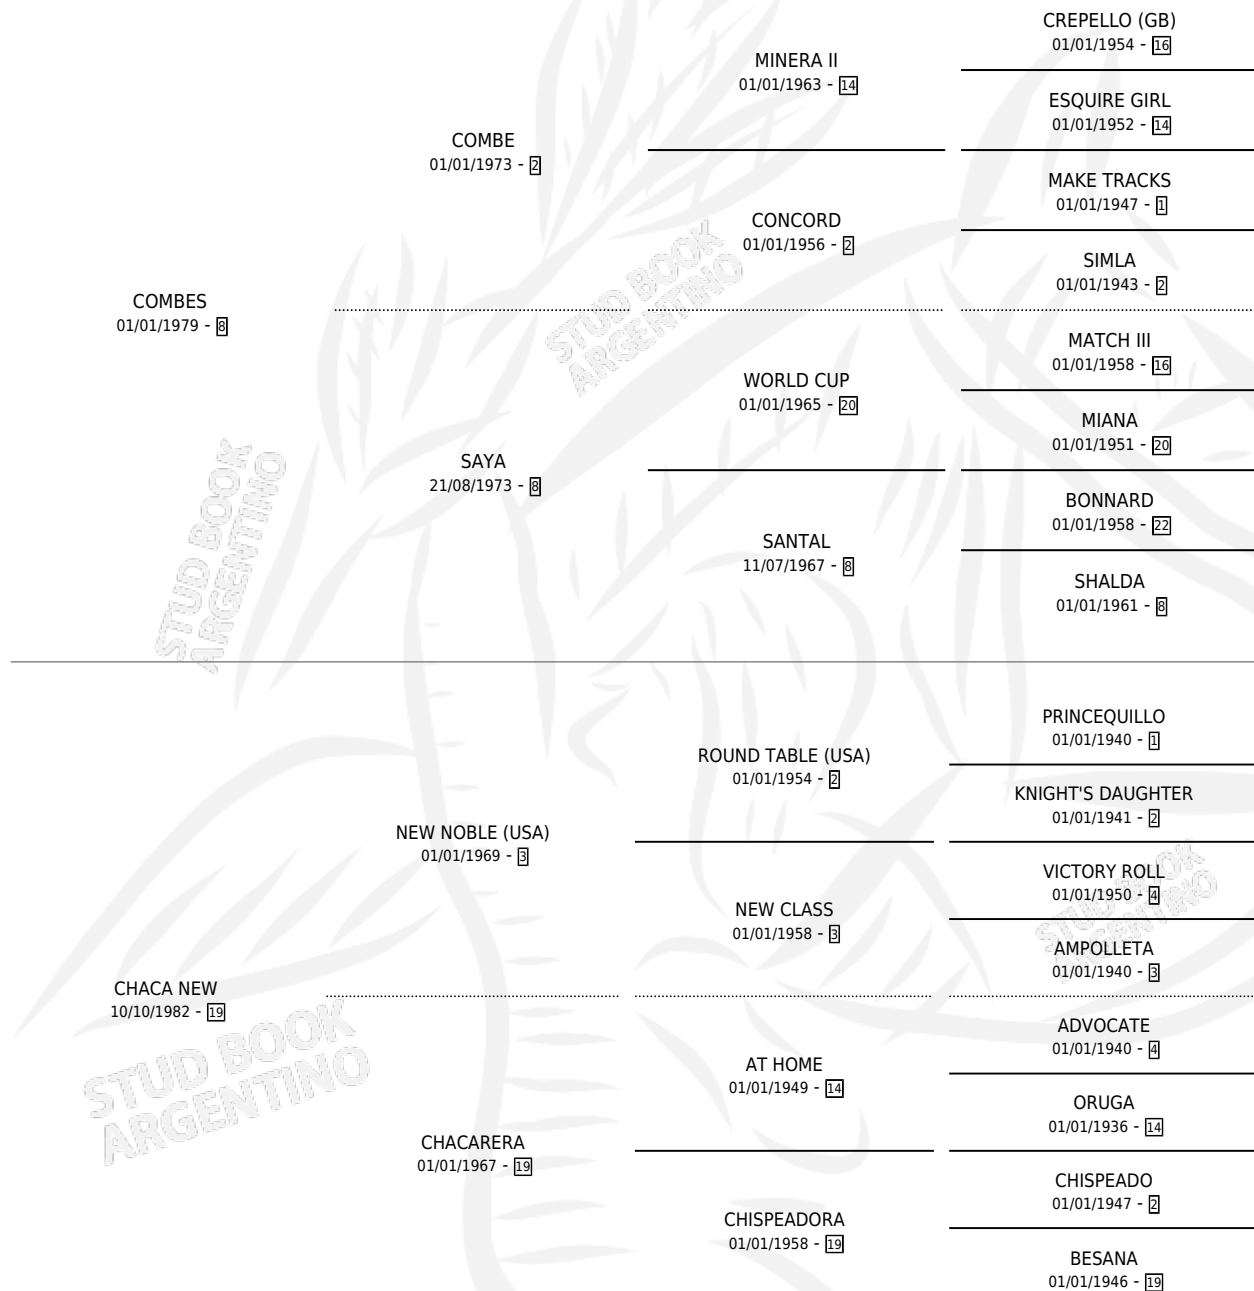 COMBES
01/01/1979 - 8
COMBE
01/01/1973 - 2
MINERA II
01/01/1963 - 14
CREPELLO (GB)
01/01/1954 - 16
ESQUIRE GIRL
01/01/1952 - 14
CONCORD
01/01/1956 - 2
MAKE TRACKS
01/01/1947 - 1
SIMLA
01/01/1943 - 2
SAYA
21/08/1973 - 8
WORLD CUP
01/01/1965 - 20
MATCH III
01/01/1958 - 16
MIANA
01/01/1951 - 20
SANTAL
11/07/1967 - 8
BONNARD
01/01/1958 - 22
SHALDA
01/01/1961 - 8
CHACA NEW
10/10/1982 - 19
NEW NOBLE (USA)
01/01/1969 - 3
ROUND TABLE (USA)
01/01/1954 - 2
PRINCEQUILLO
01/01/1940 - 1
KNIGHT'S DAUGHTER
01/01/1941 - 2
NEW CLASS
01/01/1958 - 3
VICTORY ROLL
01/01/1950 - 4
AMPOLLETA
01/01/1940 - 3
CHACARERA
01/01/1967 - 19
AT HOME
01/01/1949 - 14
ADVOCATE
01/01/1940 - 4
ORUGA
01/01/1936 - 14
CHISPEADORA
01/01/1958 - 19
CHISPEADO
01/01/1947 - 2
BESANA
01/01/1946 - 19
STUD BOOK
ARGENTINO
STUD BOOK
ARGENTINO
STUD BOOK
ARGENTINO
STUD BOOK
ARGENTINO